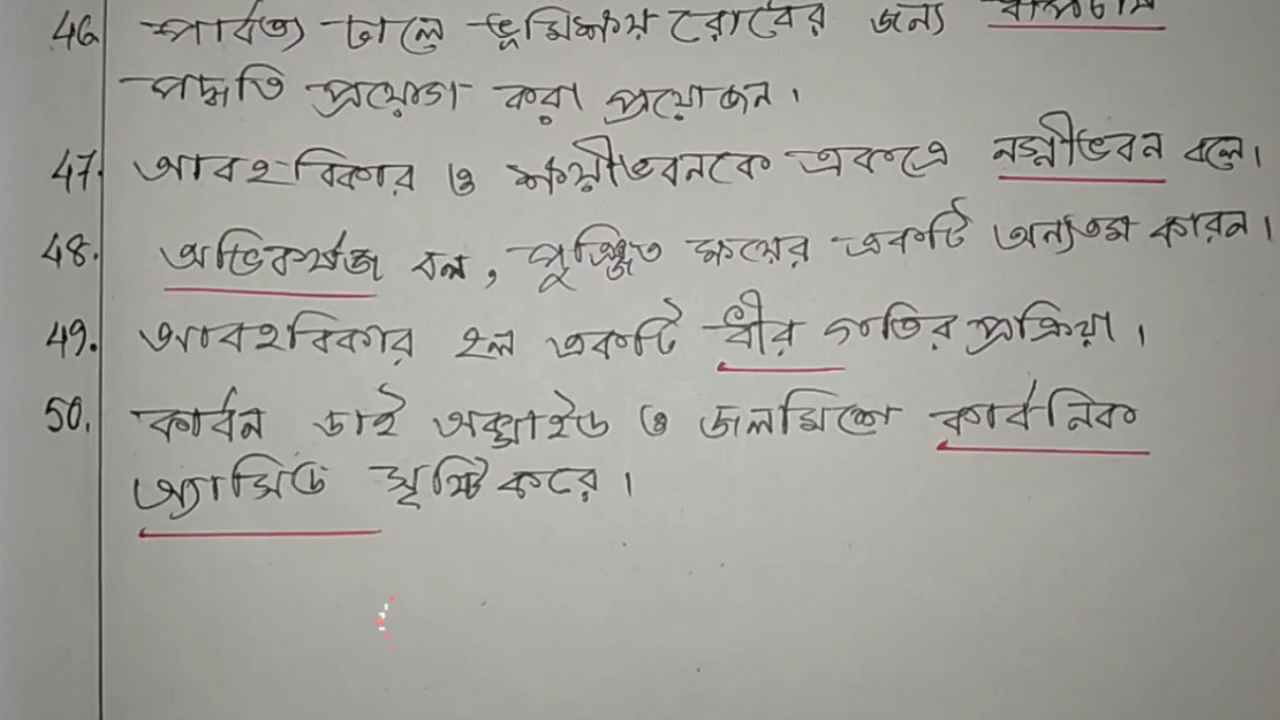 46. পার্বত্য ঢালে ভূমিক্ষয় রোধের জন্য ধাপচাষ
পদ্ধতি প্রয়োগ করা প্রয়োজন।
47. আবহবিকার ও ক্ষয়ীভবনকে একত্রে নগ্নীভবন বলে।
48. অভিকর্ষজ বল, পুঞ্জিত ক্ষয়ের একটি অন্যতম কারন।
49. আবহবিকার হল একটি ধীর গতির প্রক্রিয়া।
50. কার্বন ডাই অক্সাইড ও জলমিশে কার্বনিক
অ্যাসিড সৃষ্টি করে।